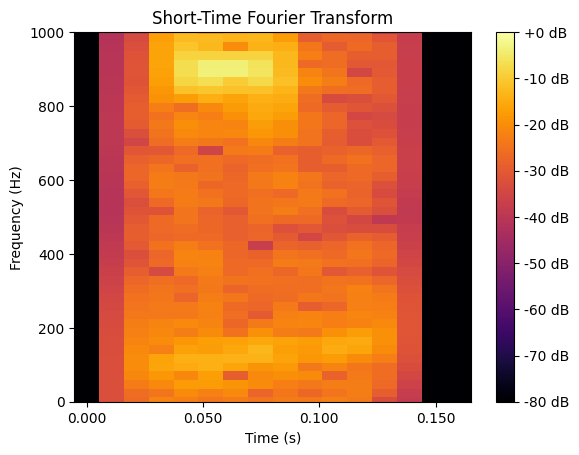 Short-Time Fourier Transform
1000
800
600
400
200
0
Frequency (Hz)
0.000
0.050
0.100
0.150
Time (s)
+0 dB
-10 dB
-20 dB
-30 dB
-40 dB
-50 dB
-60 dB
-70 dB
-80 dB